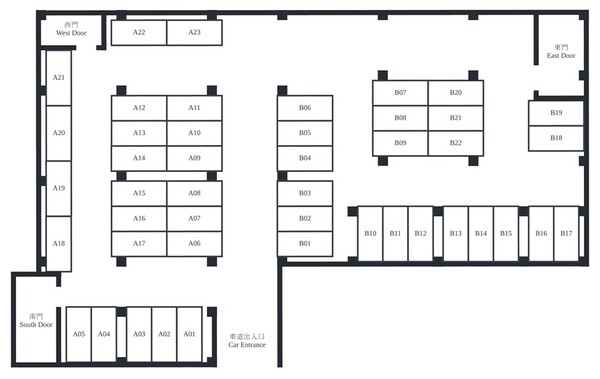 西門
West Door
A22
A23
東門
East Door
A21
A20
A19
A18
A12
A11
A13
A10
A14
A09
A15
A08
A16
A07
A17
A06
B06
B05
B04
B03
B02
B01
B07
B20
B08
B21
B09
B22
B19
B18
B10
B11
B12
B13
B14
B15
B16
B17
南門
South Door
A05
A04
A03
A02
A01
車道出入口
Car Entrance